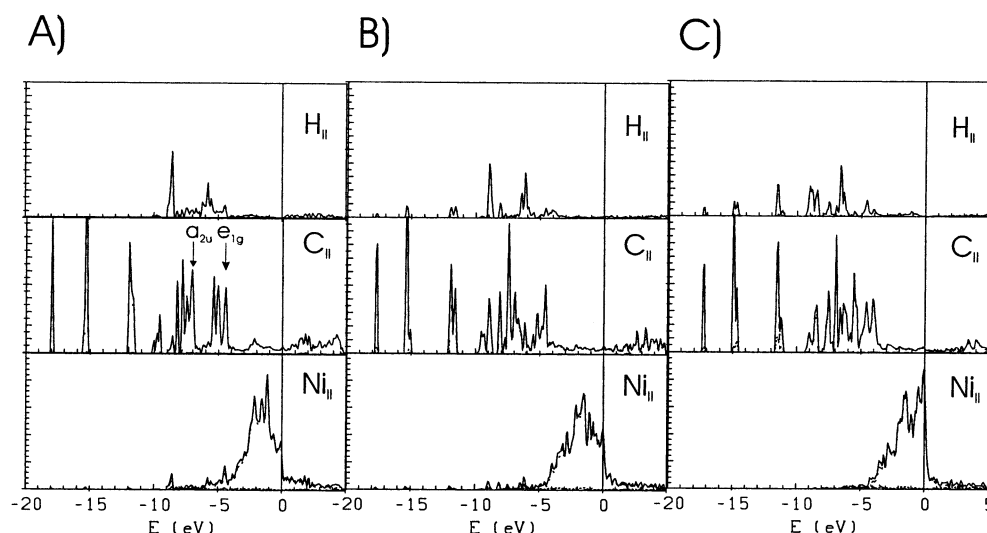 A) B) C)
H|| H|| H||
a2u e1g
C|| C|| C||
Ni|| Ni|| Ni||
-20 -15 -10 -5 0 -20 -15 -10 -5 0 -20 -15 -10 -5 0 5
E (eV) E (eV) E (eV)